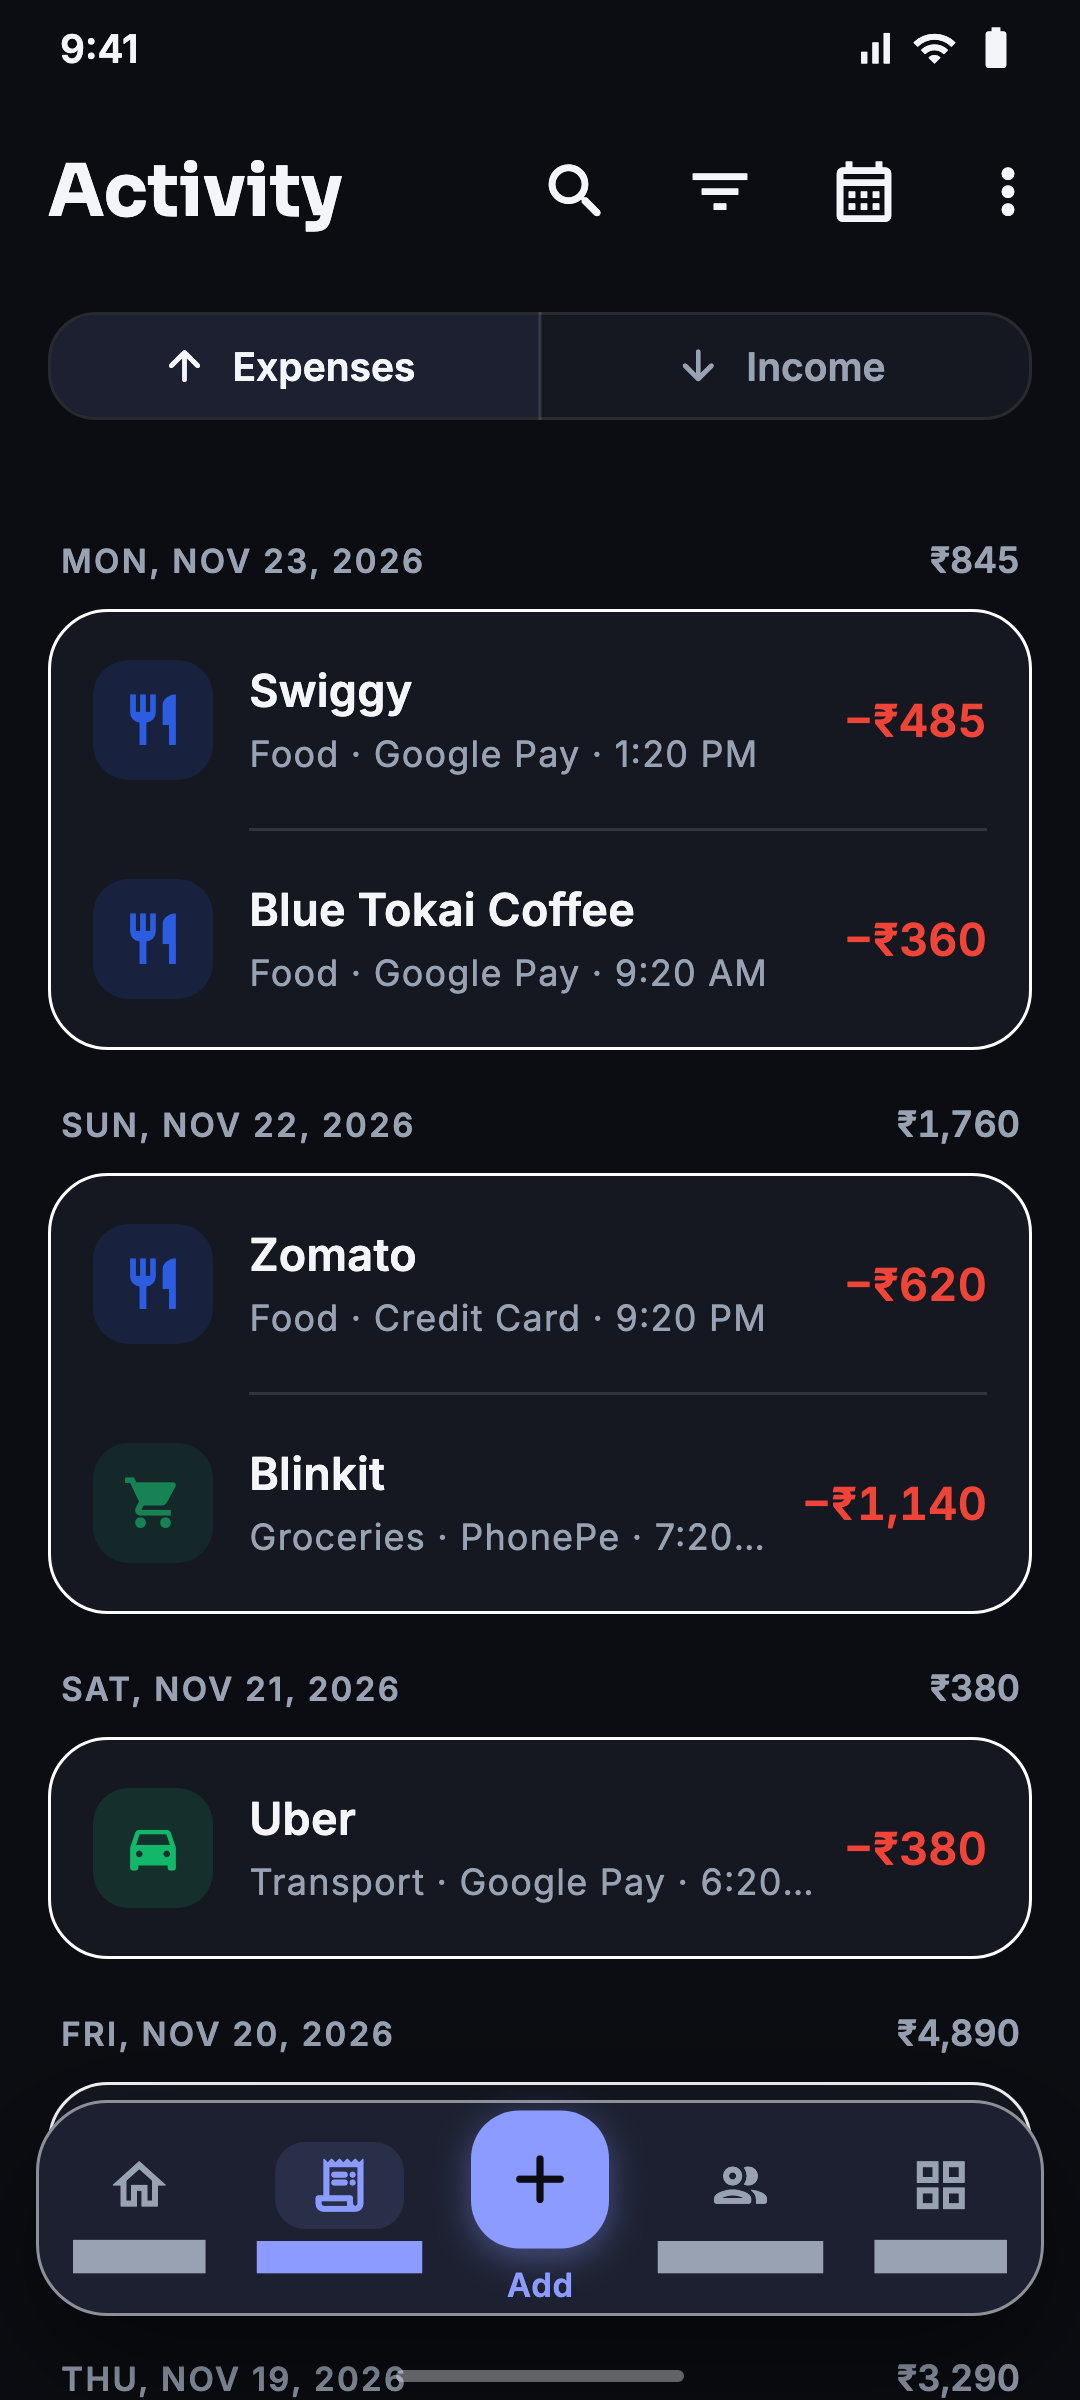 9:41
Activity
Expenses
Income
MON, NOV 23, 2026
₹845
Swiggy
Food · Google Pay · 1:20 PM
−₹485
Blue Tokai Coffee
Food · Google Pay · 9:20 AM
−₹360
SUN, NOV 22, 2026
₹1,760
Zomato
Food · Credit Card · 9:20 PM
−₹620
Blinkit
Groceries · PhonePe · 7:20...
−₹1,140
SAT, NOV 21, 2026
₹380
Uber
Transport · Google Pay · 6:20...
−₹380
FRI, NOV 20, 2026
₹4,890
Add
THU, NOV 19, 2026
₹3,290